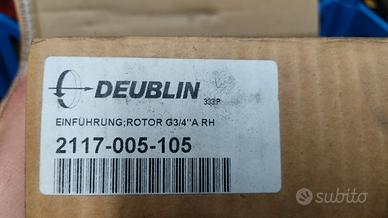 DEUBLIN
333P
EINFÜHRUNG;ROTOR G3/4"A RH
2117-005-105
subito